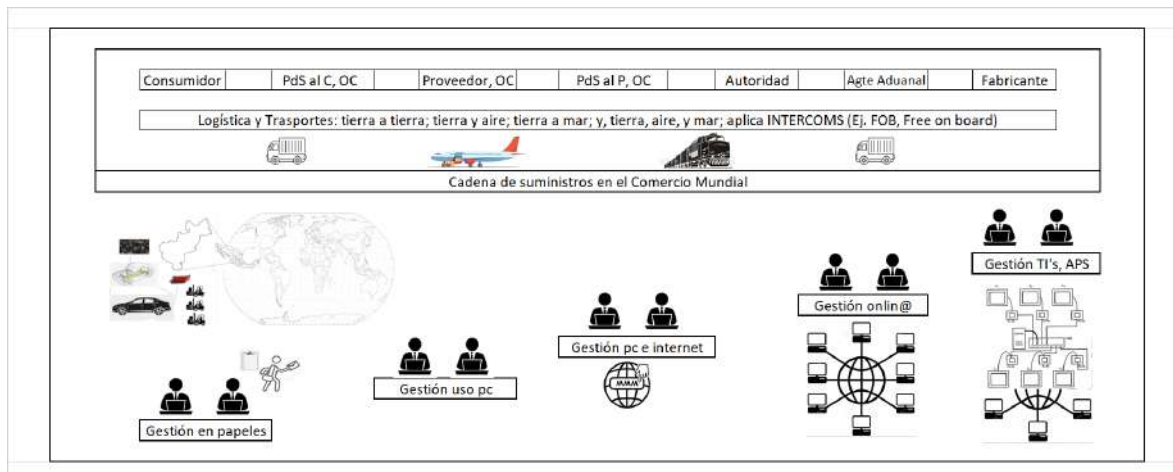 Consumidor PdS al C, OC Proveedor, OC PdS al P, OC Autoridad Agte Aduanal Fabricante
Logística y Trasportes: tierra a tierra; tierra y aire; tierra a mar; y, tierra, aire, y mar; aplica INTERCOMS (Ej. FOB, Free on board)
Cadena de suministros en el Comercio Mundial
Gestión TI's, APS
Gestión onlin@
Gestión pc e internet
Gestión uso pc
Gestión en papeles